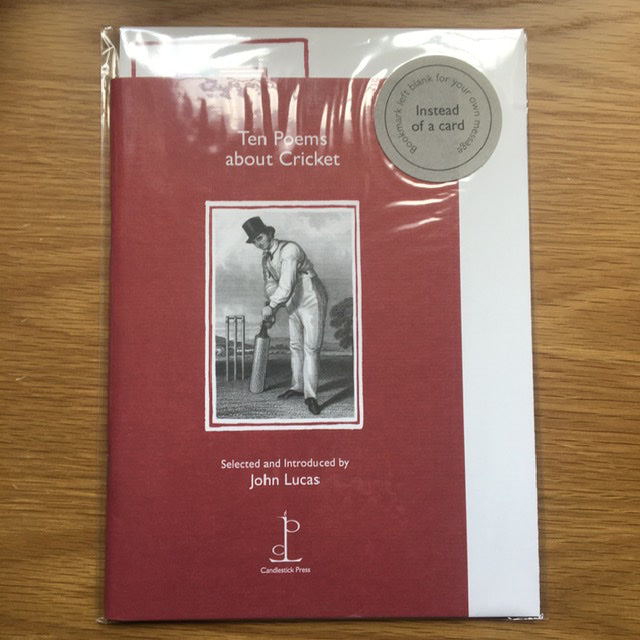 Ten Poems
about Cricket
Bookmark left blank for your own message
Instead
of a card
Selected and Introduced by
John Lucas
Candlestick Press